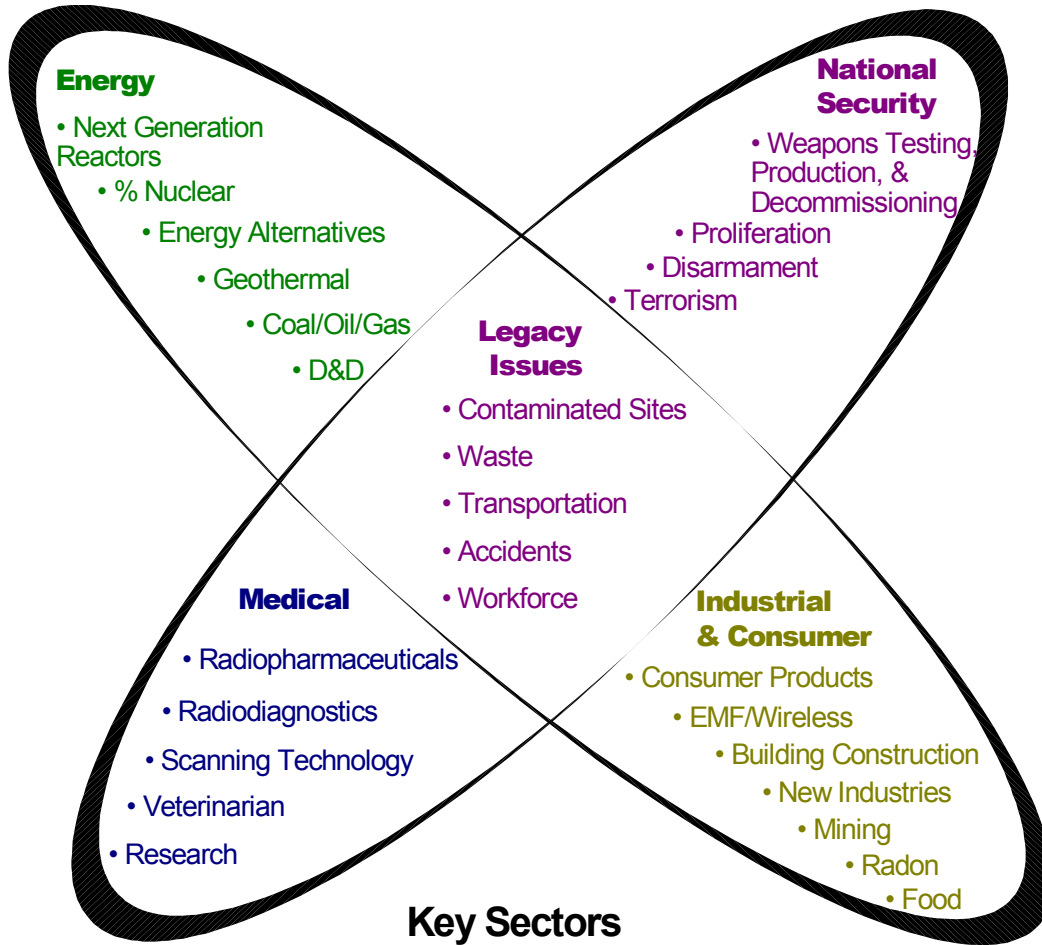 Energy
• Next Generation
Reactors
• % Nuclear
• Energy Alternatives
• Geothermal
• Coal/Oil/Gas
• D&D
National
Security
• Weapons Testing,
Production, &
Decommissioning
• Proliferation
• Disarmament
• Terrorism
Legacy
Issues
• Contaminated Sites
• Waste
• Transportation
• Accidents
• Workforce
Medical
• Radiopharmaceuticals
• Radiodiagnostics
• Scanning Technology
• Veterinarian
• Research
Industrial
& Consumer
• Consumer Products
• EMF/Wireless
• Building Construction
• New Industries
• Mining
• Radon
• Food
Key Sectors